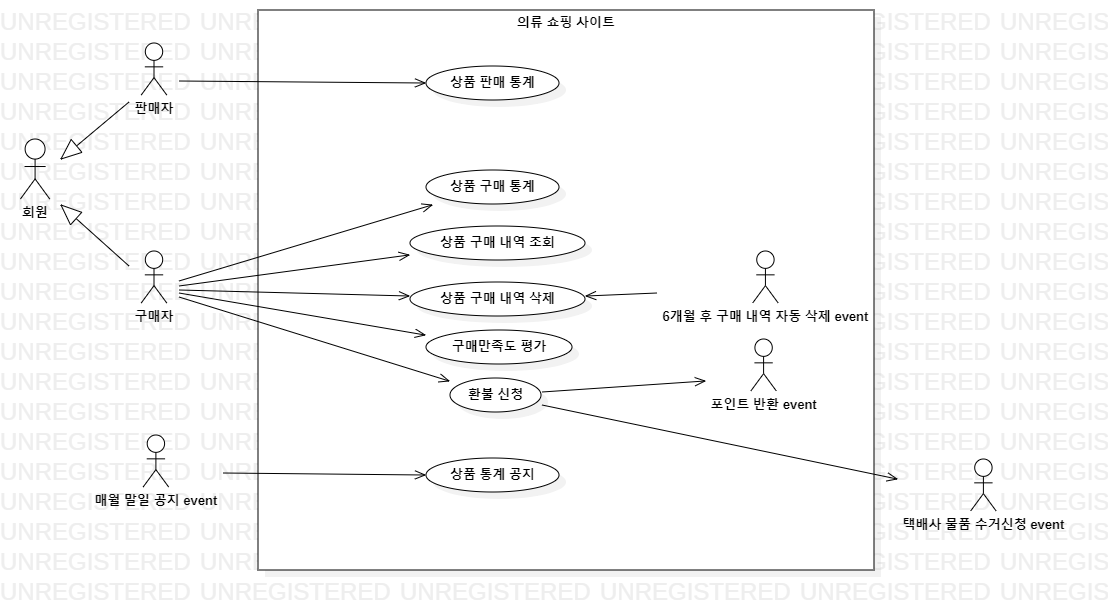 의류 쇼핑 사이트
판매자
상품 판매 통계
회원
상품 구매 통계
상품 구매 내역 조회
구매자
상품 구매 내역 삭제
6개월 후 구매 내역 자동 삭제 event
구매만족도 평가
환불 신청
포인트 반환 event
매월 말일 공지 event
상품 통계 공지
택배사 물품 수거신청 event
UNREGISTERED